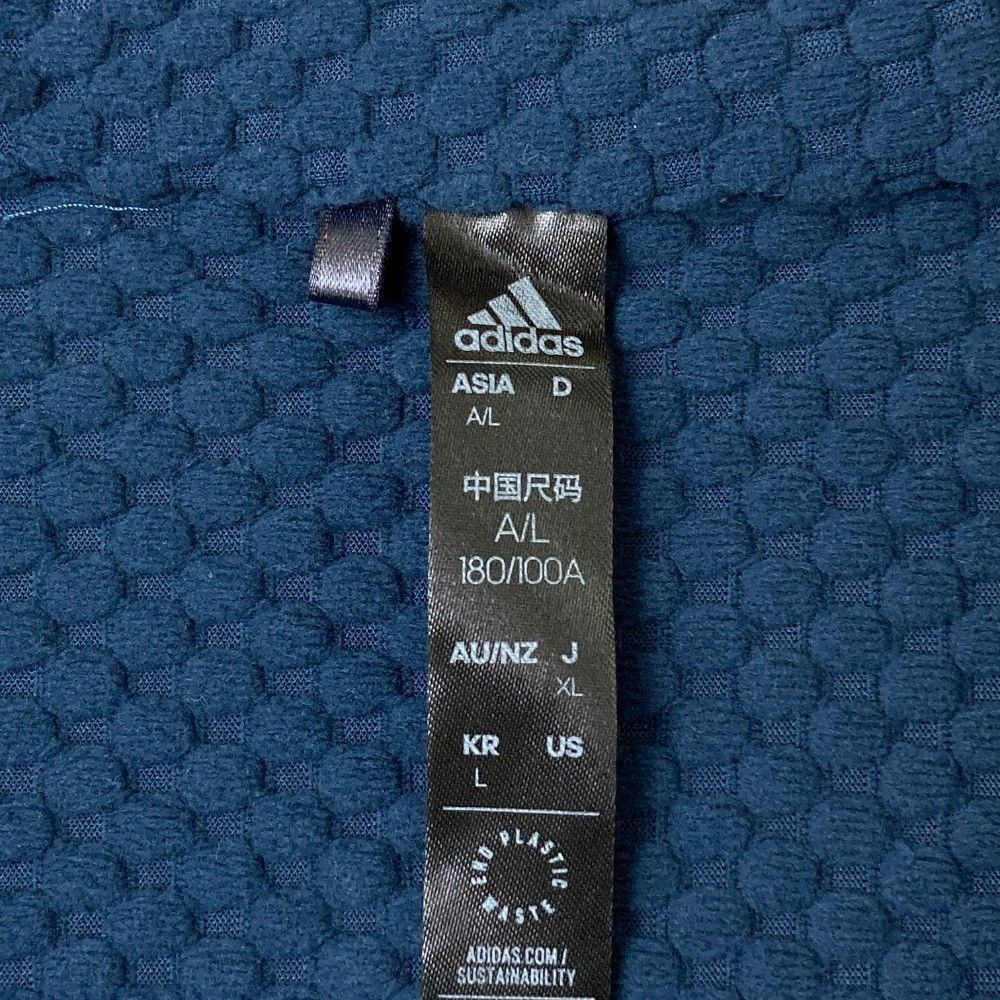 adidas
ASIA D
A/L
中国尺码
A/L
180/100A
AU/NZ J
XL
KR US
L
END PLASTIC WASTE
ADIDAS.COM/
SUSTAINABILITY